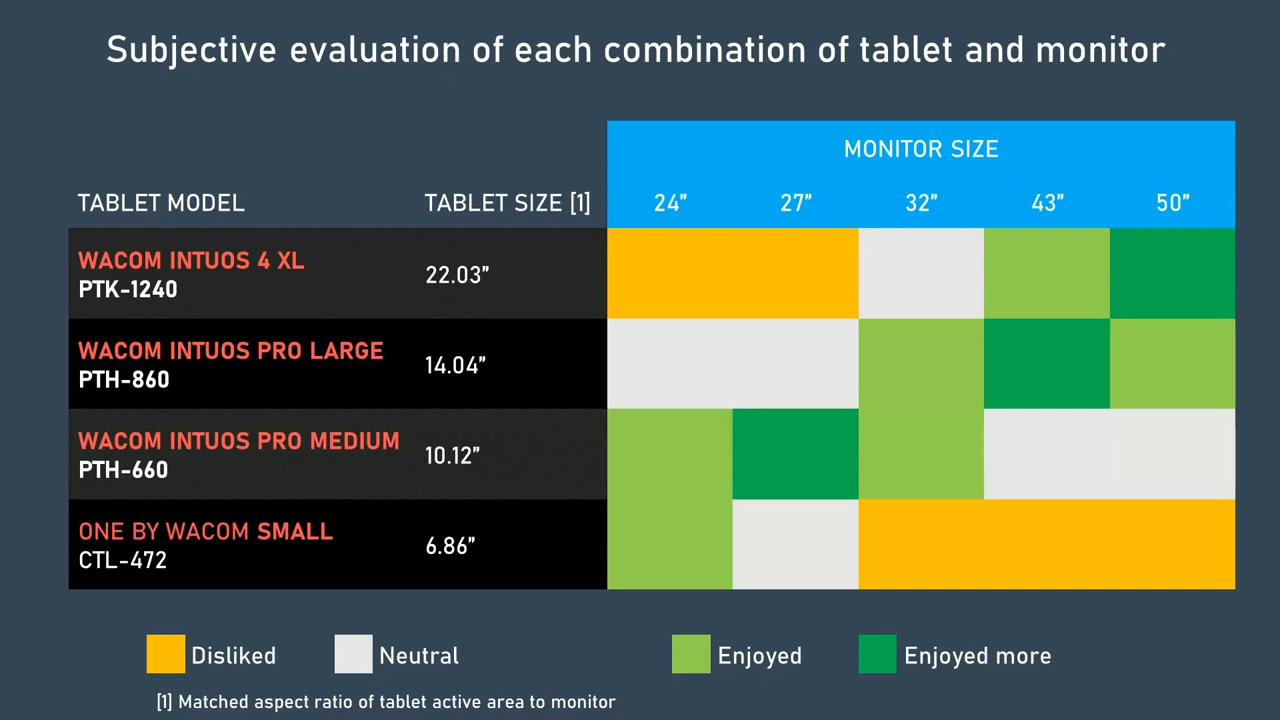 Subjective evaluation of each combination of tablet and monitor
MONITOR SIZE
TABLET MODEL TABLET SIZE [1] 24” 27” 32” 43” 50”
WACOM INTUOS 4 XL
PTK-1240
22.03”
WACOM INTUOS PRO LARGE
PTH-860
14.04”
WACOM INTUOS PRO MEDIUM
PTH-660
10.12”
ONE BY WACOM SMALL
CTL-472
6.86”
Disliked Neutral Enjoyed Enjoyed more
[1] Matched aspect ratio of tablet active area to monitor